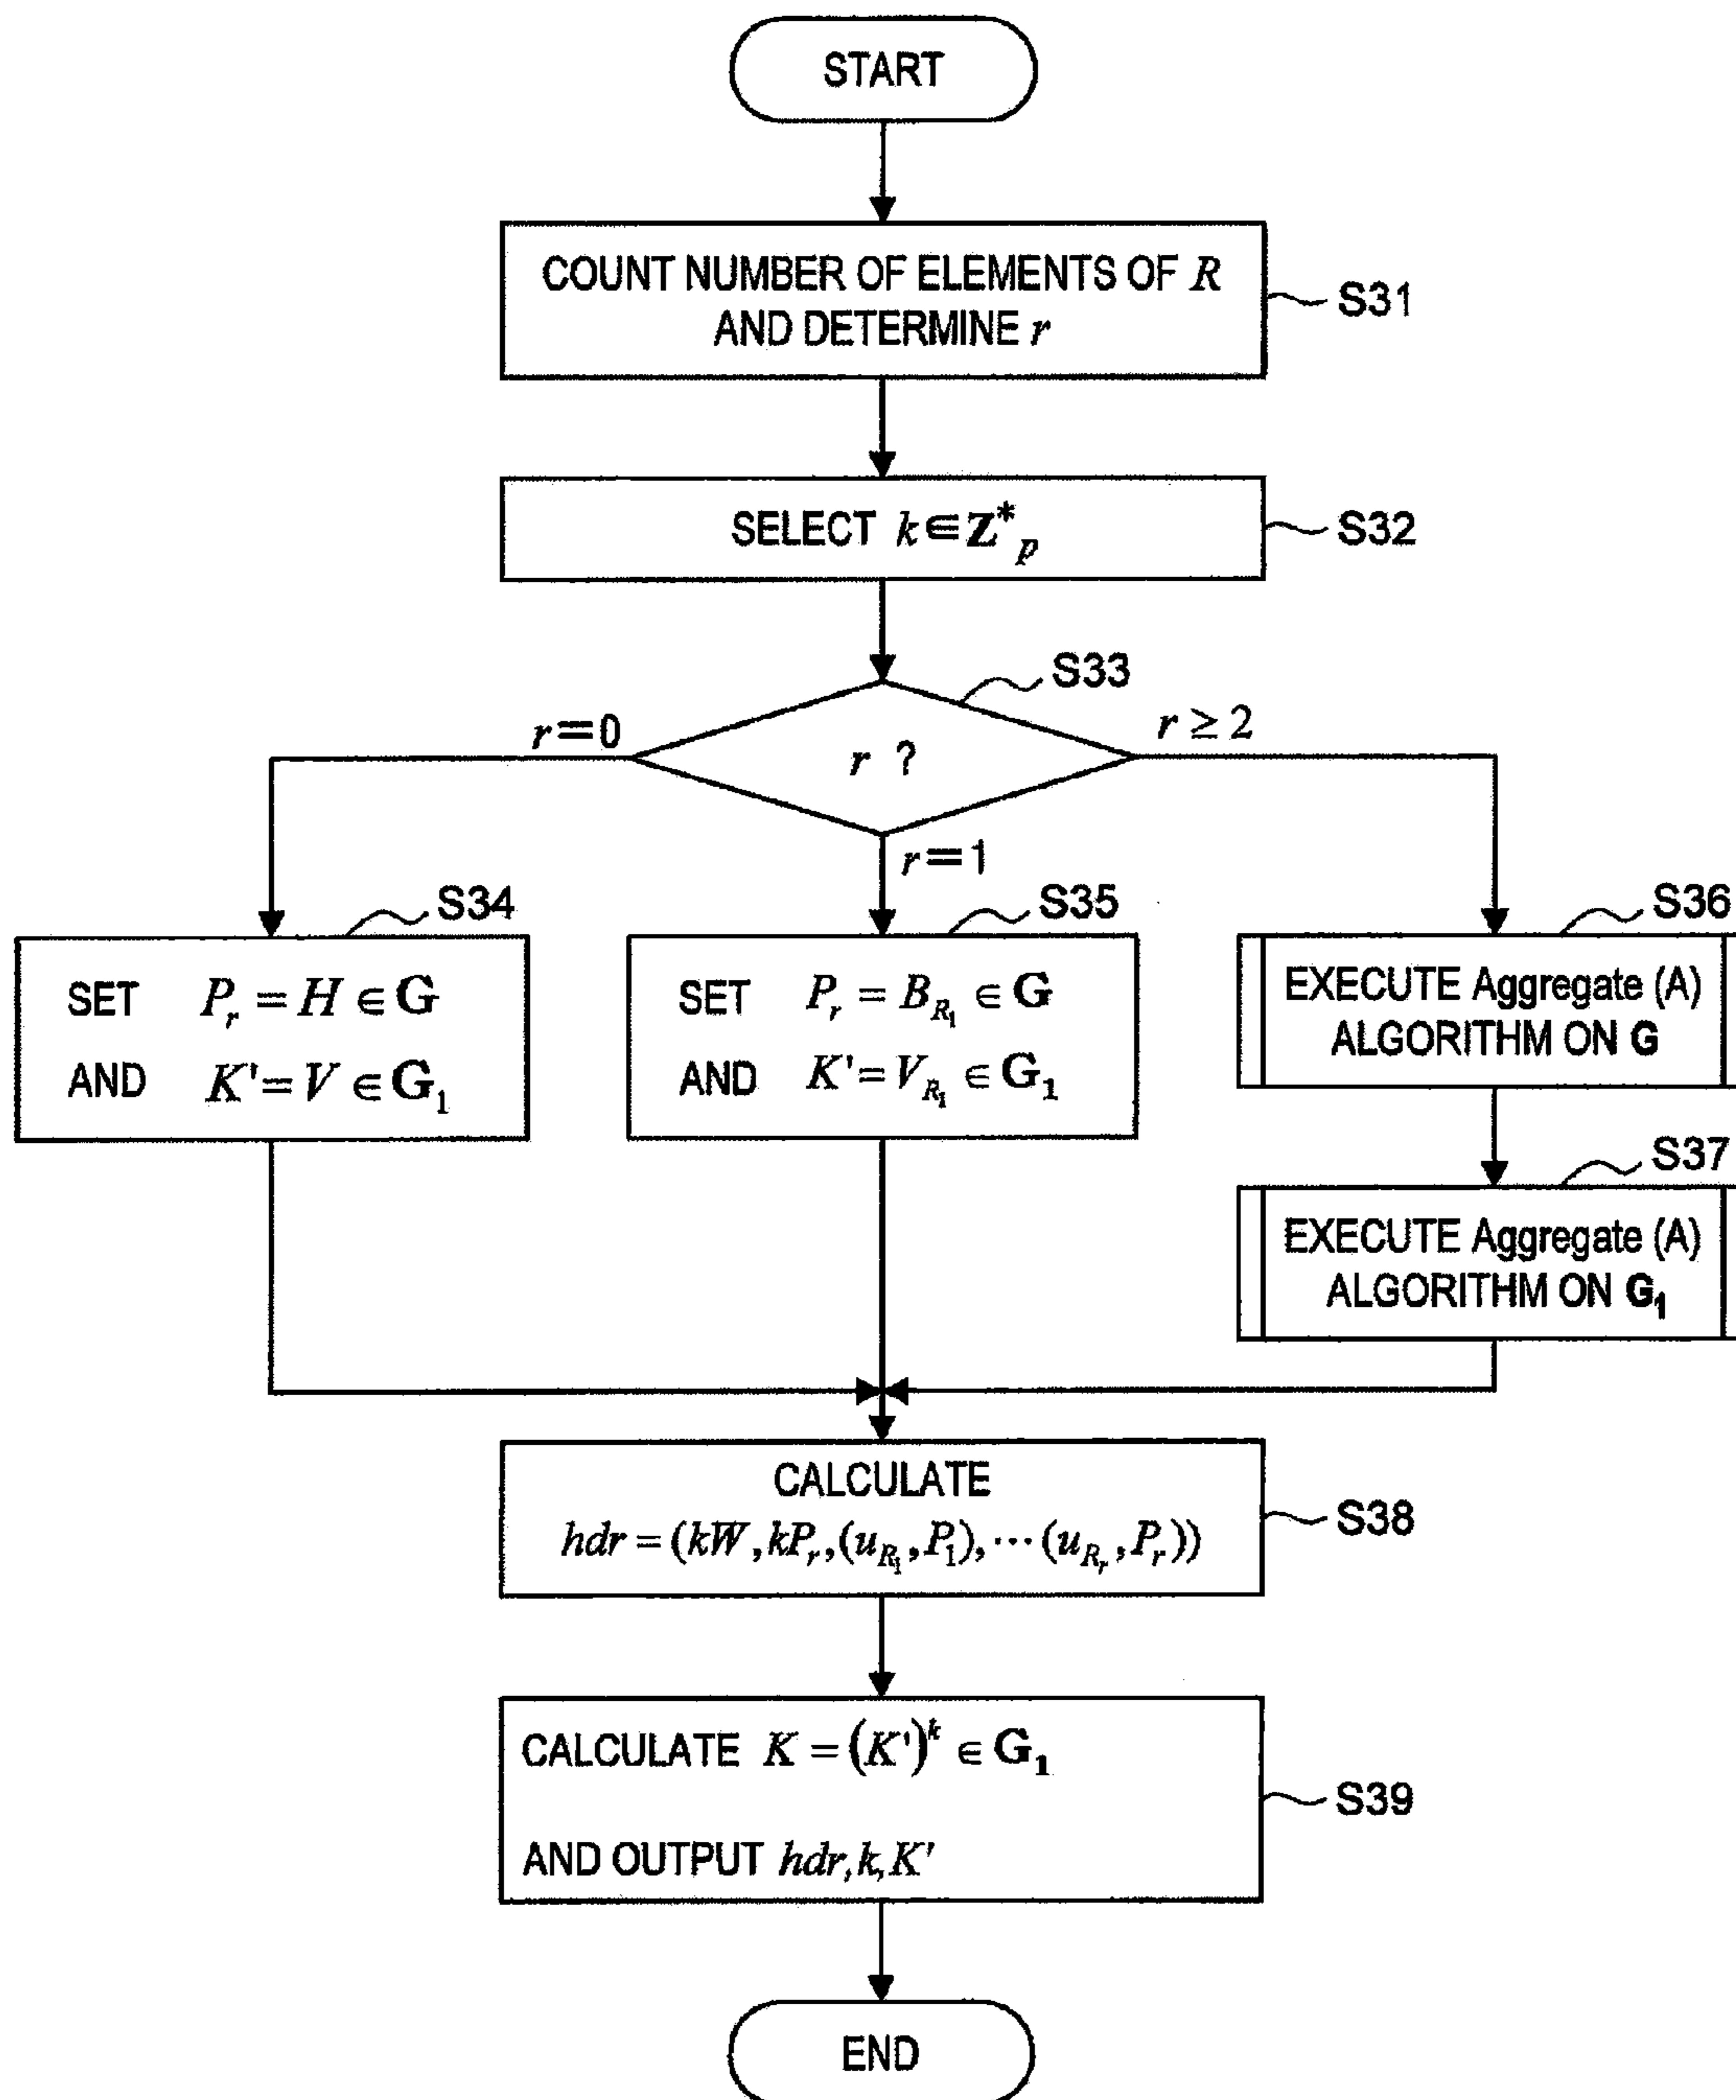 START
COUNT NUMBER OF ELEMENTS OF R
AND DETERMINE r
S31
SELECT k∈Z*p
S32
S33
r=0
r ?
r ≥ 2
r=1
S34
SET Pr = H ∈ G
AND K'= V ∈ G1
S35
SET Pr = BR1 ∈ G
AND K'= VR1 ∈ G1
S36
EXECUTE Aggregate (A)
ALGORITHM ON G
S37
EXECUTE Aggregate (A)
ALGORITHM ON G1
CALCULATE
hdr = (kW, kPr, (uR1, P1), ⋯ (uRr, Pr))
S38
CALCULATE K = (K')^k ∈ G1
AND OUTPUT hdr, k, K'
S39
END